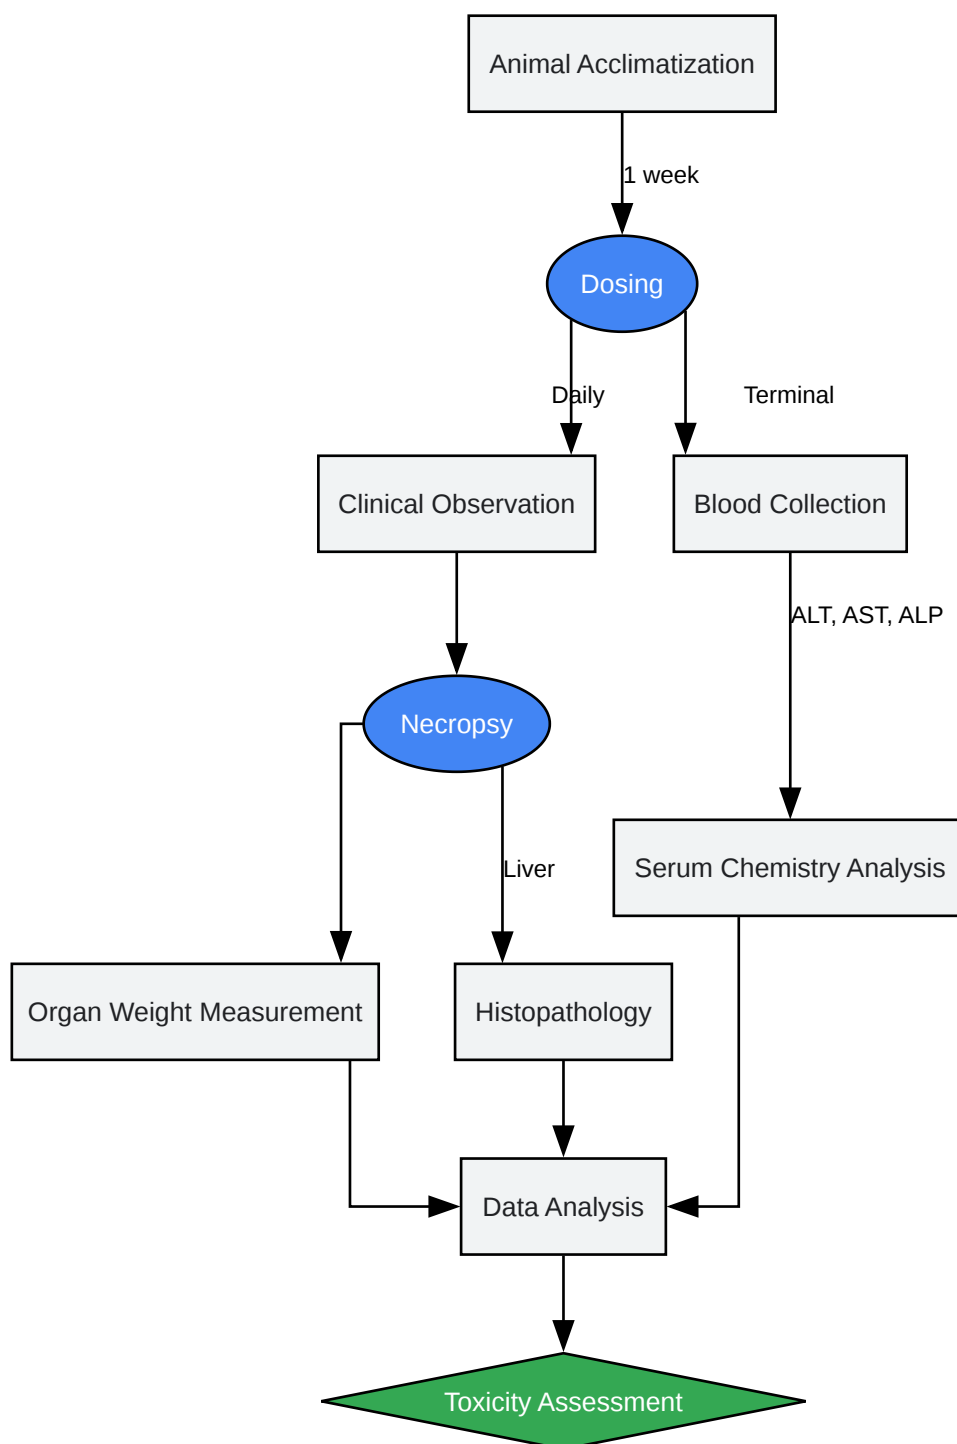 Animal Acclimatization
1 week
Dosing
Daily
Terminal
Clinical Observation
Blood Collection
ALT, AST, ALP
Necropsy
Liver
Serum Chemistry Analysis
Organ Weight Measurement
Histopathology
Data Analysis
Toxicity Assessment